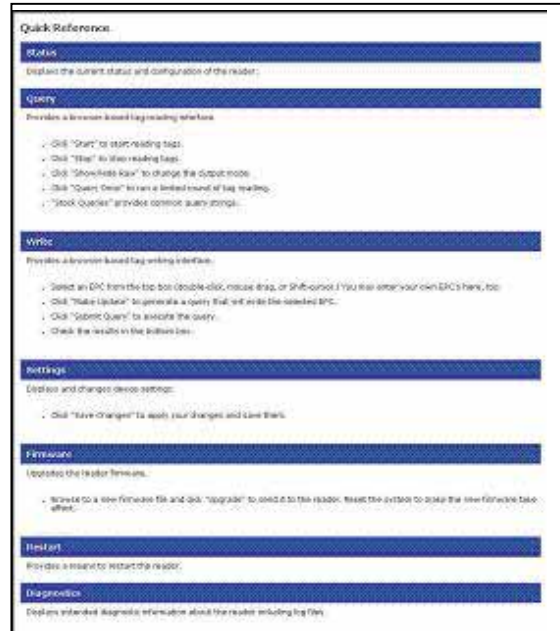 Quick Reference
Status
Displays the current status and configuration of the reader.
Query
Provides a browser-based tag reading interface.
• Click "Start" to start reading tags.
• Click "Stop" to stop reading tags.
• Click "Show/Hide Raw" to change the output mode.
• Click "Query Once" to run a limited round of tag reading.
• "Stock Queries" provides common query strings.
Write
Provides a browser-based tag writing interface.
• Select an EPC from the top box (double-click, mouse drag, or Shift-cursor.) You may enter your own EPC's here, too.
• Click "Make Update" to generate a query that will write the selected EPC.
• Click "Submit Query" to execute the query.
• Check the results in the bottom box.
Settings
Displays and changes device settings.
• Click "Save Changes" to apply your changes and save them.
Firmware
Upgrades the reader firmware.
• Browse to a new firmware file and click "Upgrade" to send it to the reader. Reset the system to make the new firmware take
effect.
Restart
Provides a means to restart the reader.
Diagnostics
Displays extended diagnostic information about the reader including log files.